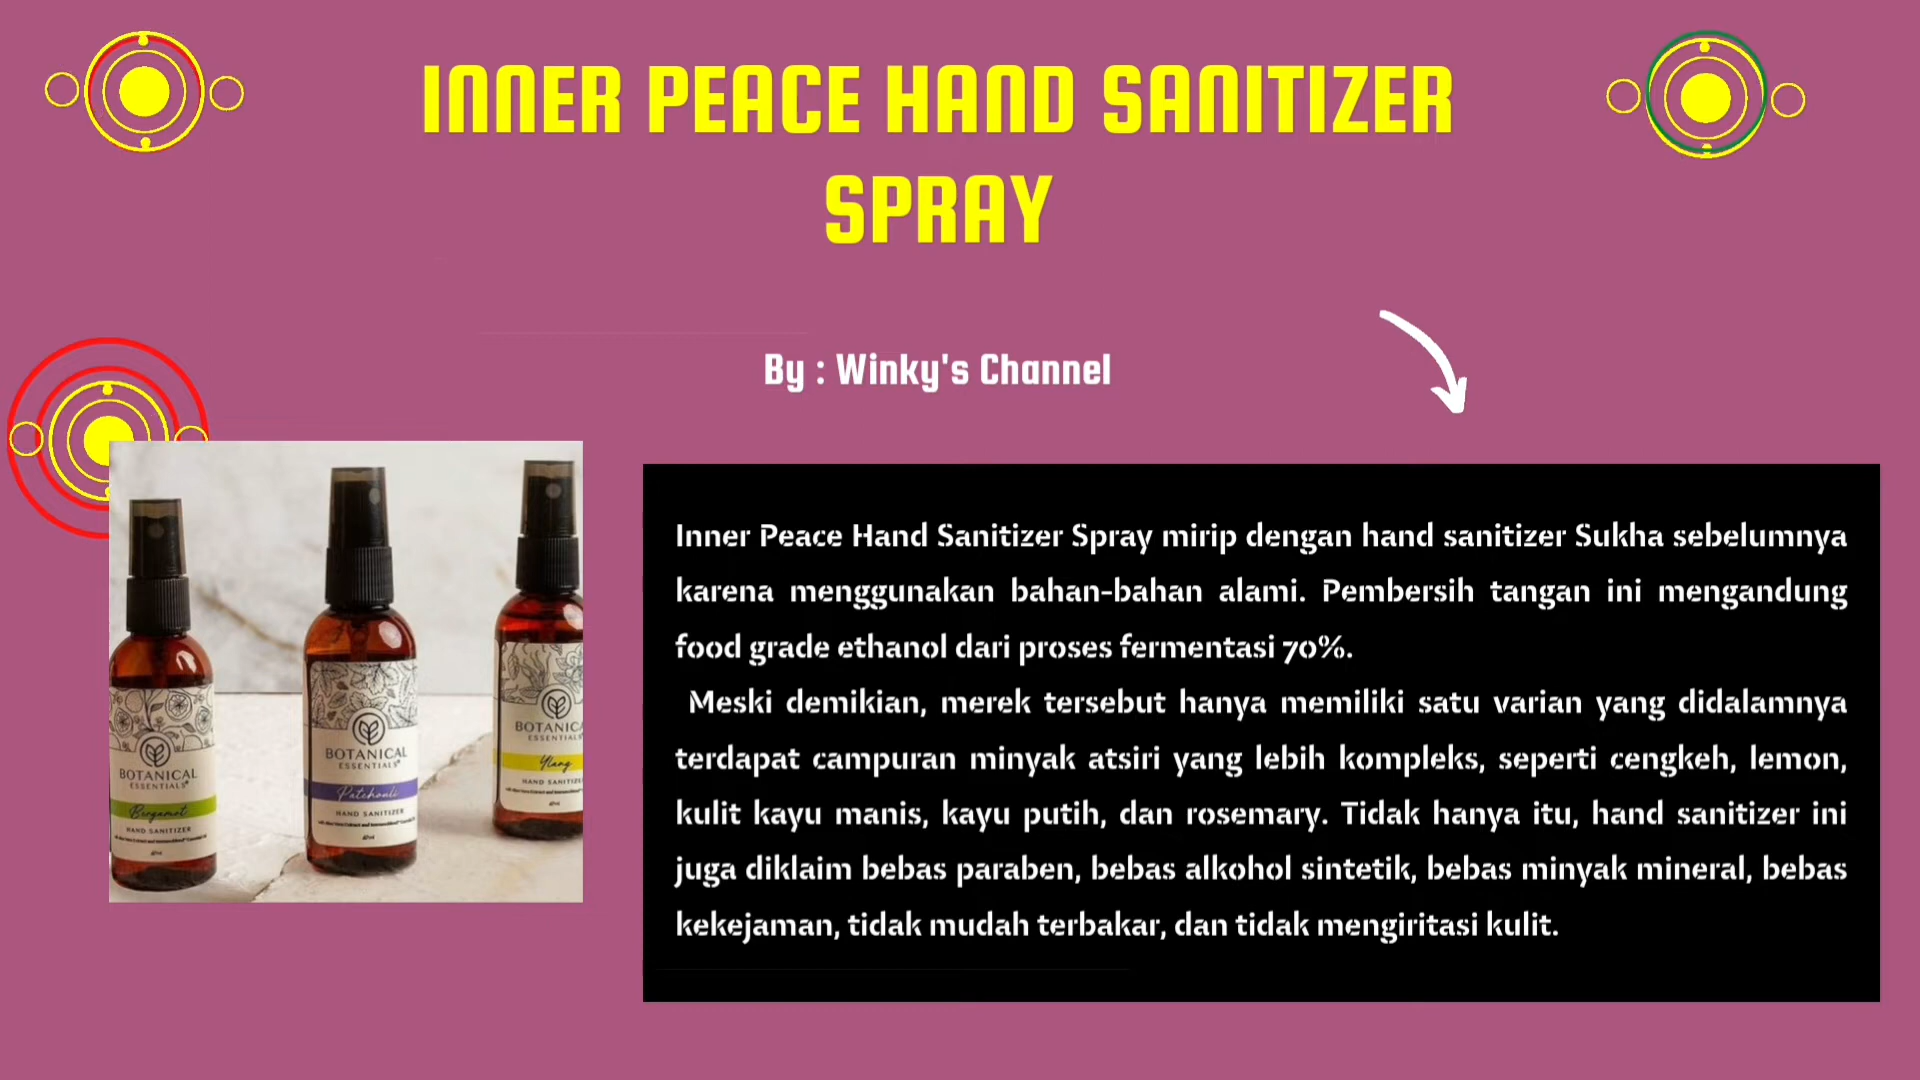 INNER PEACE HAND SANITIZER
SPRAY
By : Winky's Channel
Inner Peace Hand Sanitizer Spray mirip dengan hand sanitizer Sukha sebelumnya
karena menggunakan bahan-bahan alami. Pembersih tangan ini mengandung
food grade ethanol dari proses fermentasi 70%.
Meski demikian, merek tersebut hanya memiliki satu varian yang didalamnya
terdapat campuran minyak atsiri yang lebih kompleks, seperti cengkeh, lemon,
kulit kayu manis, kayu putih, dan rosemary. Tidak hanya itu, hand sanitizer ini
juga diklaim bebas paraben, bebas alkohol sintetik, bebas minyak mineral, bebas
kekejaman, tidak mudah terbakar, dan tidak mengiritasi kulit.
BOTANICAL
ESSENTIALS
Bergamot
HAND SANITIZER
BOTANICAL
ESSENTIALS
Patchouli
HAND SANITIZER
BOTANICA
ESSENTIALS
Ylang
HAND SANITIZE